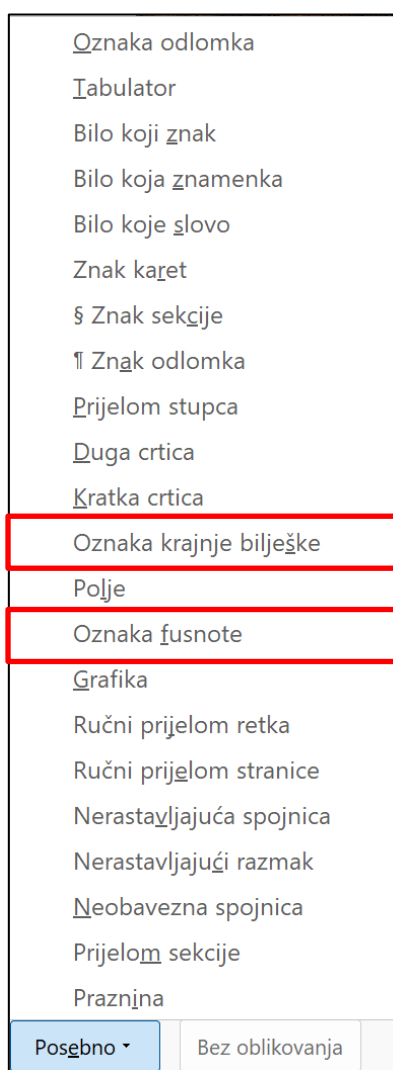 Oznaka odlomka
Tabulator
Bilo koji znak
Bilo koja znamenka
Bilo koje slovo
Znak karet
§ Znak sekcije
¶ Znak odlomka
Prijelom stupca
Duga crtica
Kratka crtica
Oznaka krajnje bilješke
Polje
Oznaka fusnote
Grafika
Ručni prijelom retka
Ručni prijelom stranice
Nerastavljajuća spojnica
Nerastavljajući razmak
Neobavezna spojnica
Prijelom sekcije
Praznina
Posebno Bez oblikovanja